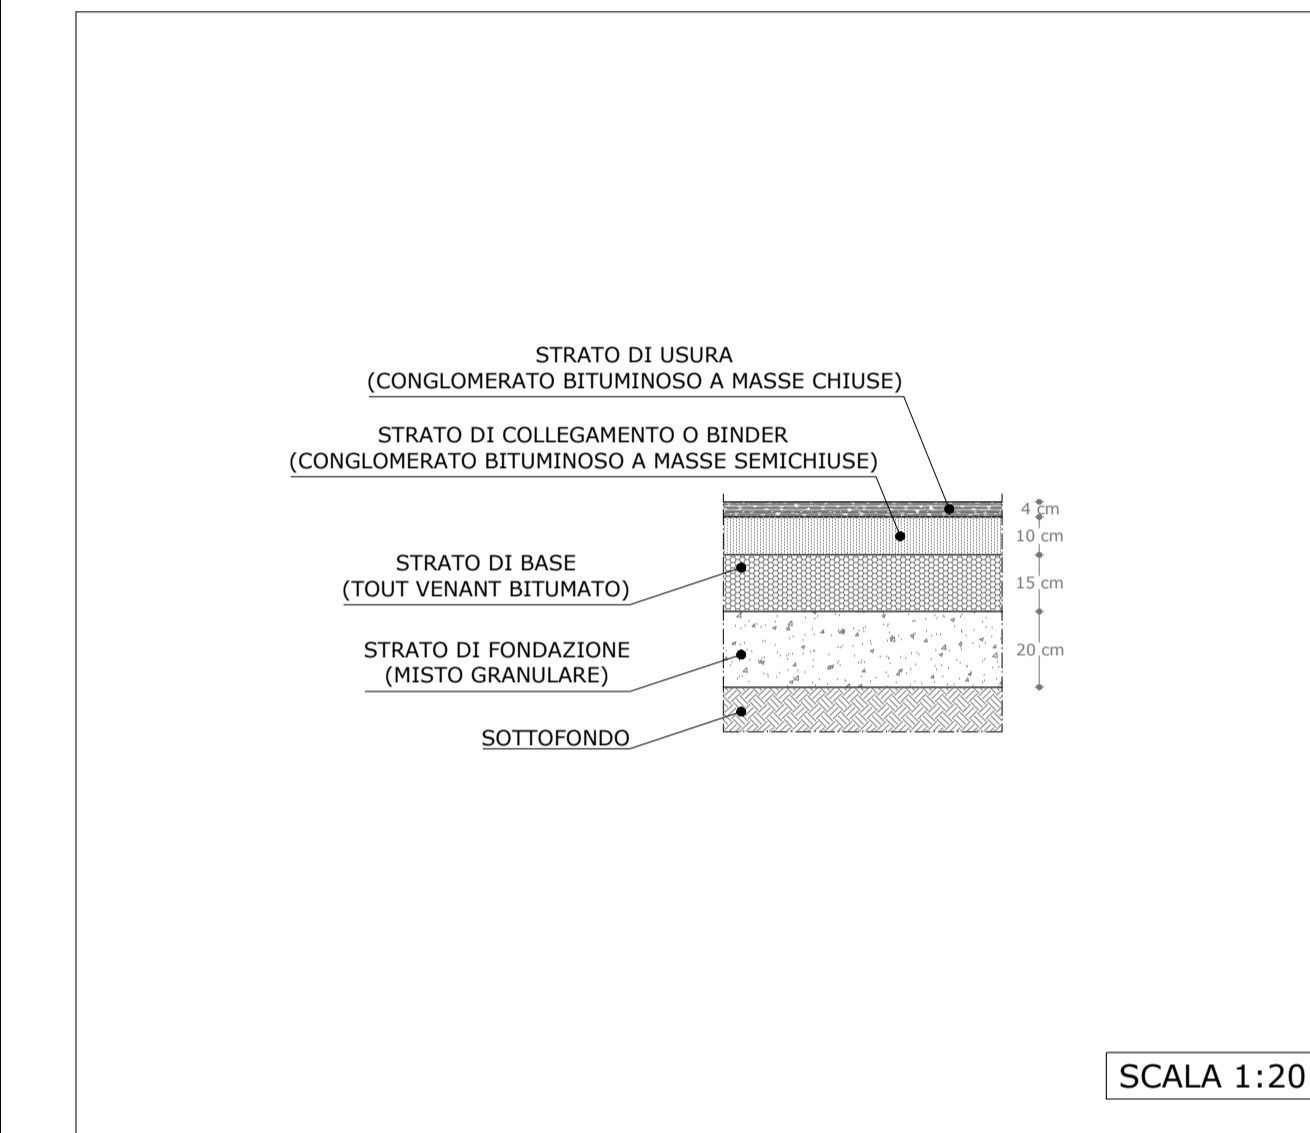 STRATO DI USURA
(CONGLOMERATO BITUMINOSO A MASSE CHIUSE)
STRATO DI COLLEGAMENTO O BINDER
(CONGLOMERATO BITUMINOSO A MASSE SEMICHIUSE)
4 cm
10 cm
STRATO DI BASE
(TOUT VENANT BITUMATO)
15 cm
STRATO DI FONDAZIONE
(MISTO GRANULARE)
20 cm
SOTTOFONDO
SCALA 1:20